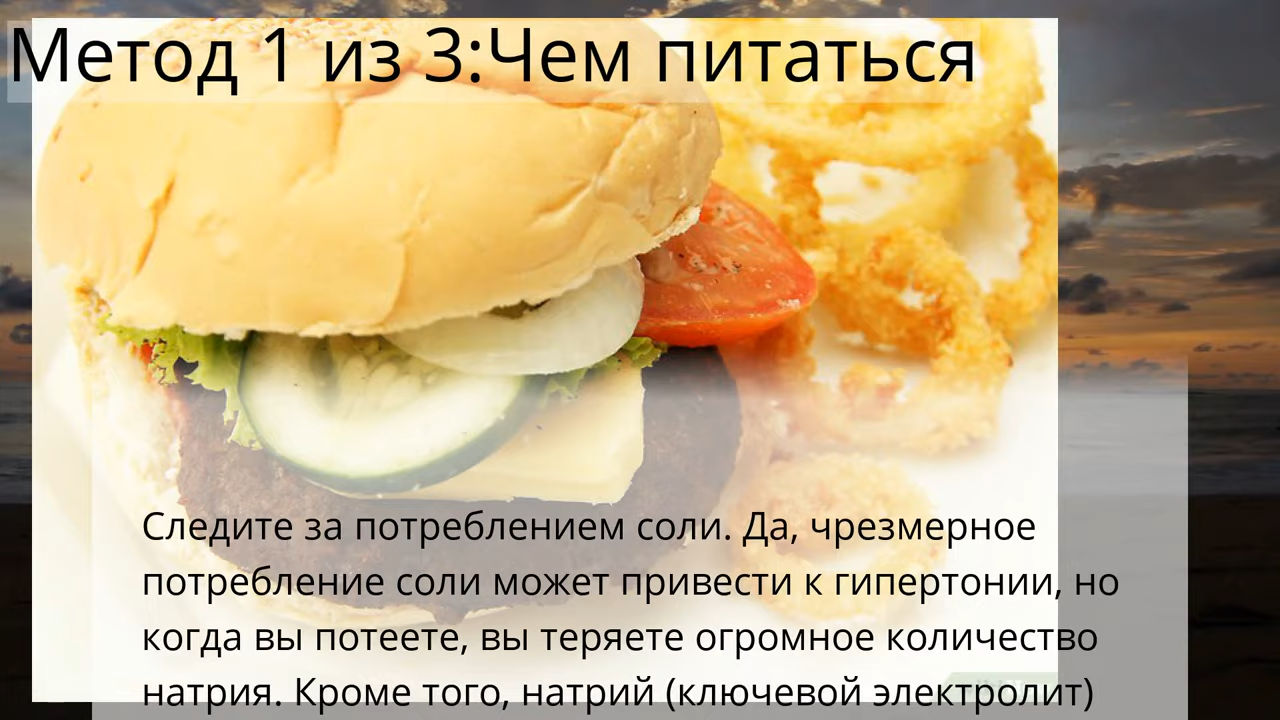 Метод 1 из 3:Чем питаться
Следите за потреблением соли. Да, чрезмерное
потребление соли может привести к гипертонии, но
когда вы потеете, вы теряете огромное количество
натрия. Кроме того, натрий (ключевой электролит)